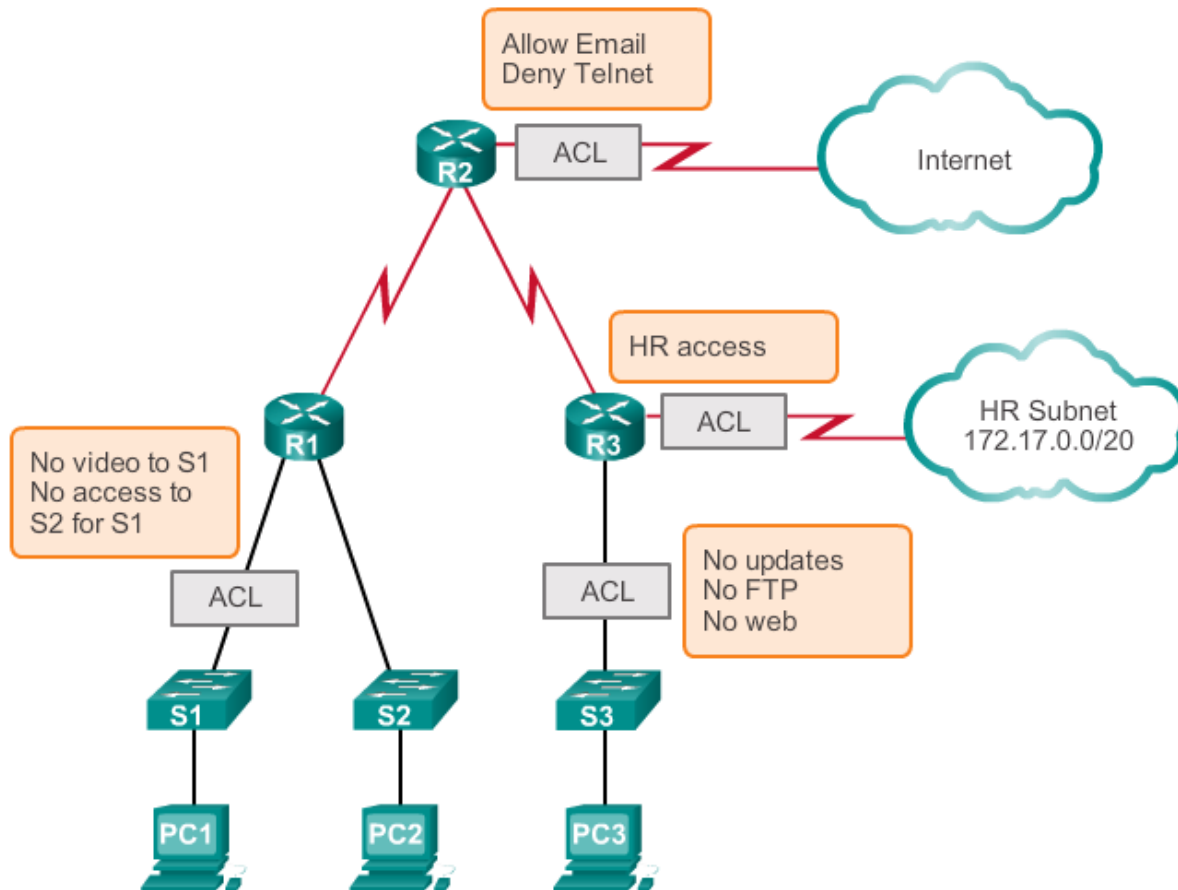 Allow Email
Deny Telnet
ACL
R2
Internet
HR access
ACL
HR Subnet
172.17.0.0/20
R1
R3
No video to S1
No access to
S2 for S1
ACL
ACL
No updates
No FTP
No web
S1
S2
S3
PC1
PC2
PC3